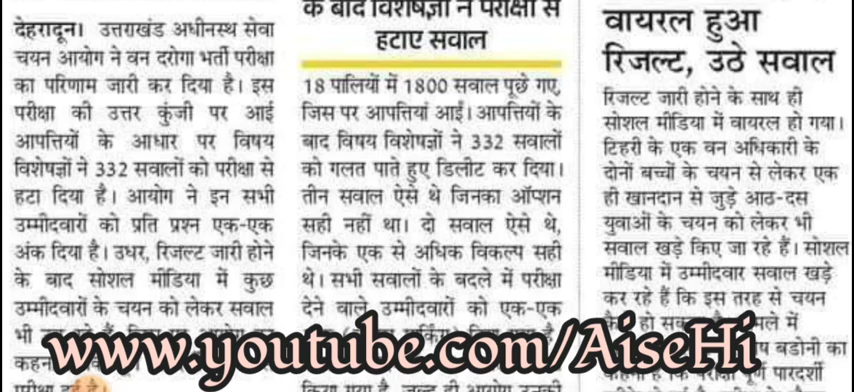 देहरादून। उत्तराखंड अधीनस्थ सेवा
चयन आयोग ने वन दरोगा भर्ती परीक्षा
का परिणाम जारी कर दिया है। इस
परीक्षा की उत्तर कुंजी पर आई
आपत्तियों के आधार पर विषय
विशेषज्ञों ने 332 सवालों को परीक्षा से
हटा दिया है। आयोग ने इन सभी
उम्मीदवारों को प्रति प्रश्न एक-एक
अंक दिया है। उधर, रिजल्ट जारी होने
के बाद सोशल मीडिया में कुछ
उम्मीदवारों के चयन को लेकर सवाल
भी
कहना
के बाद विशेषज्ञों ने परीक्षा से
हटाए सवाल
18 पालियों में 1800 सवाल पूछे गए,
जिस पर आपत्तियां आईं। आपत्तियों के
बाद विषय विशेषज्ञों ने 332 सवालों
को गलत पाते हुए डिलीट कर दिया।
तीन सवाल ऐसे थे जिनका ऑप्शन
सही नहीं था। दो सवाल ऐसे थे,
जिनके एक से अधिक विकल्प सही
थे। सभी सवालों के बदले में परीक्षा
देने वाले उम्मीदवारों को एक-एक
वायरल हुआ
रिजल्ट, उठे सवाल
रिजल्ट जारी होने के साथ ही
सोशल मीडिया में वायरल हो गया।
टिहरी के एक वन अधिकारी के
दोनों बच्चों के चयन से लेकर एक
ही खानदान से जुड़े आठ-दस
युवाओं के चयन को लेकर भी
सवाल खड़े किए जा रहे हैं। सोशल
मीडिया में उम्मीदवार सवाल खड़े
कर रहे हैं कि इस तरह से चयन
हो
बडोनी का
पारदर्शी
www.youtube.com/AiseHi